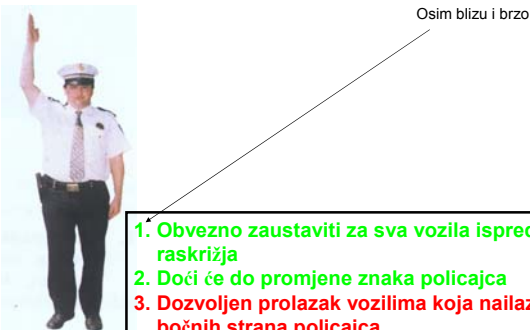 Osim blizu i brzo
1. Obvezno zaustaviti za sva vozila ispred
raskrižja
2. Doći će do promjene znaka policajca
3. Dozvoljen prolazak vozilima koja nailaz
bočnih strana policajca